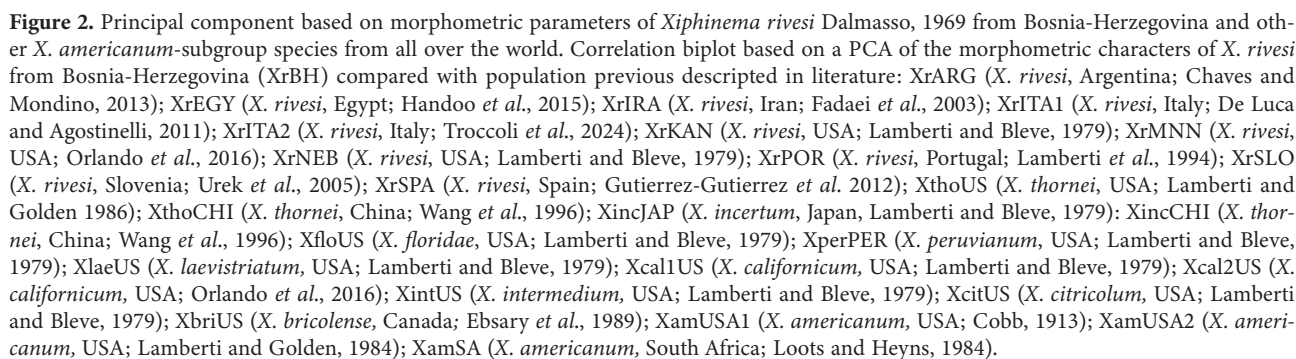 Figure 2. Principal component based on morphometric parameters of Xiphinema rivesi Dalmasso, 1969 from Bosnia-Herzegovina and oth-
er X. americanum-subgroup species from all over the world. Correlation biplot based on a PCA of the morphometric characters of X. rivesi
from Bosnia-Herzegovina (XrBH) compared with population previous descripted in literature: XrARG (X. rivesi, Argentina; Chaves and
Mondino, 2013); XrEGY (X. rivesi, Egypt; Handoo et al., 2015); XrIRA (X. rivesi, Iran; Fadaei et al., 2003); XrITA1 (X. rivesi, Italy; De Luca
and Agostinelli, 2011); XrITA2 (X. rivesi, Italy; Troccoli et al., 2024); XrKAN (X. rivesi, USA; Lamberti and Bleve, 1979); XrMNN (X. rivesi,
USA; Orlando et al., 2016); XrNEB (X. rivesi, USA; Lamberti and Bleve, 1979); XrPOR (X. rivesi, Portugal; Lamberti et al., 1994); XrSLO
(X. rivesi, Slovenia; Urek et al., 2005); XrSPA (X. rivesi, Spain; Gutierrez-Gutierrez et al. 2012); XthoUS (X. thornei, USA; Lamberti and
Golden 1986); XthoCHI (X. thornei, China; Wang et al., 1996); XincJAP (X. incertum, Japan, Lamberti and Bleve, 1979): XincCHI (X. thor-
nei, China; Wang et al., 1996); XfloUS (X. floridae, USA; Lamberti and Bleve, 1979); XperPER (X. peruvianum, USA; Lamberti and Bleve,
1979); XlaeUS (X. laevistriatum, USA; Lamberti and Bleve, 1979); Xcal1US (X. californicum, USA; Lamberti and Bleve, 1979); Xcal2US (X.
californicum, USA; Orlando et al., 2016); XintUS (X. intermedium, USA; Lamberti and Bleve, 1979); XcitUS (X. citricolum, USA; Lamberti
and Bleve, 1979); XbriUS (X. bricolense, Canada; Ebsary et al., 1989); XamUSA1 (X. americanum, USA; Cobb, 1913); XamUSA2 (X. ameri-
canum, USA; Lamberti and Golden, 1984); XamSA (X. americanum, South Africa; Loots and Heyns, 1984).